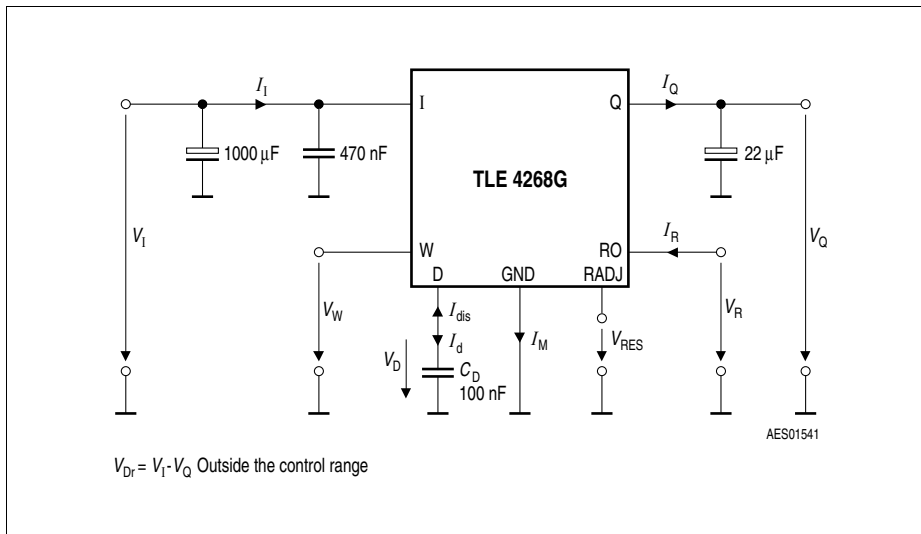 I_I
I
Q
I_Q
1000 µF
470 nF
22 µF
TLE 4268G
V_I
W
RO
I_R
V_Q
D
GND
RADJ
V_W
I_dis
V_R
V_D
I_d
I_M
V_RES
C_D
100 nF
AES01541
V_Dr = V_I - V_Q Outside the control range